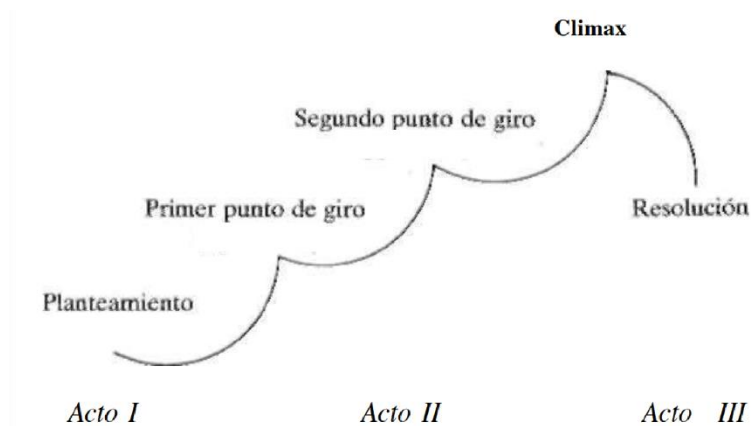 Climax
Segundo punto de giro
Primer punto de giro
Resolución
Planteamiento
Acto I
Acto II
Acto III